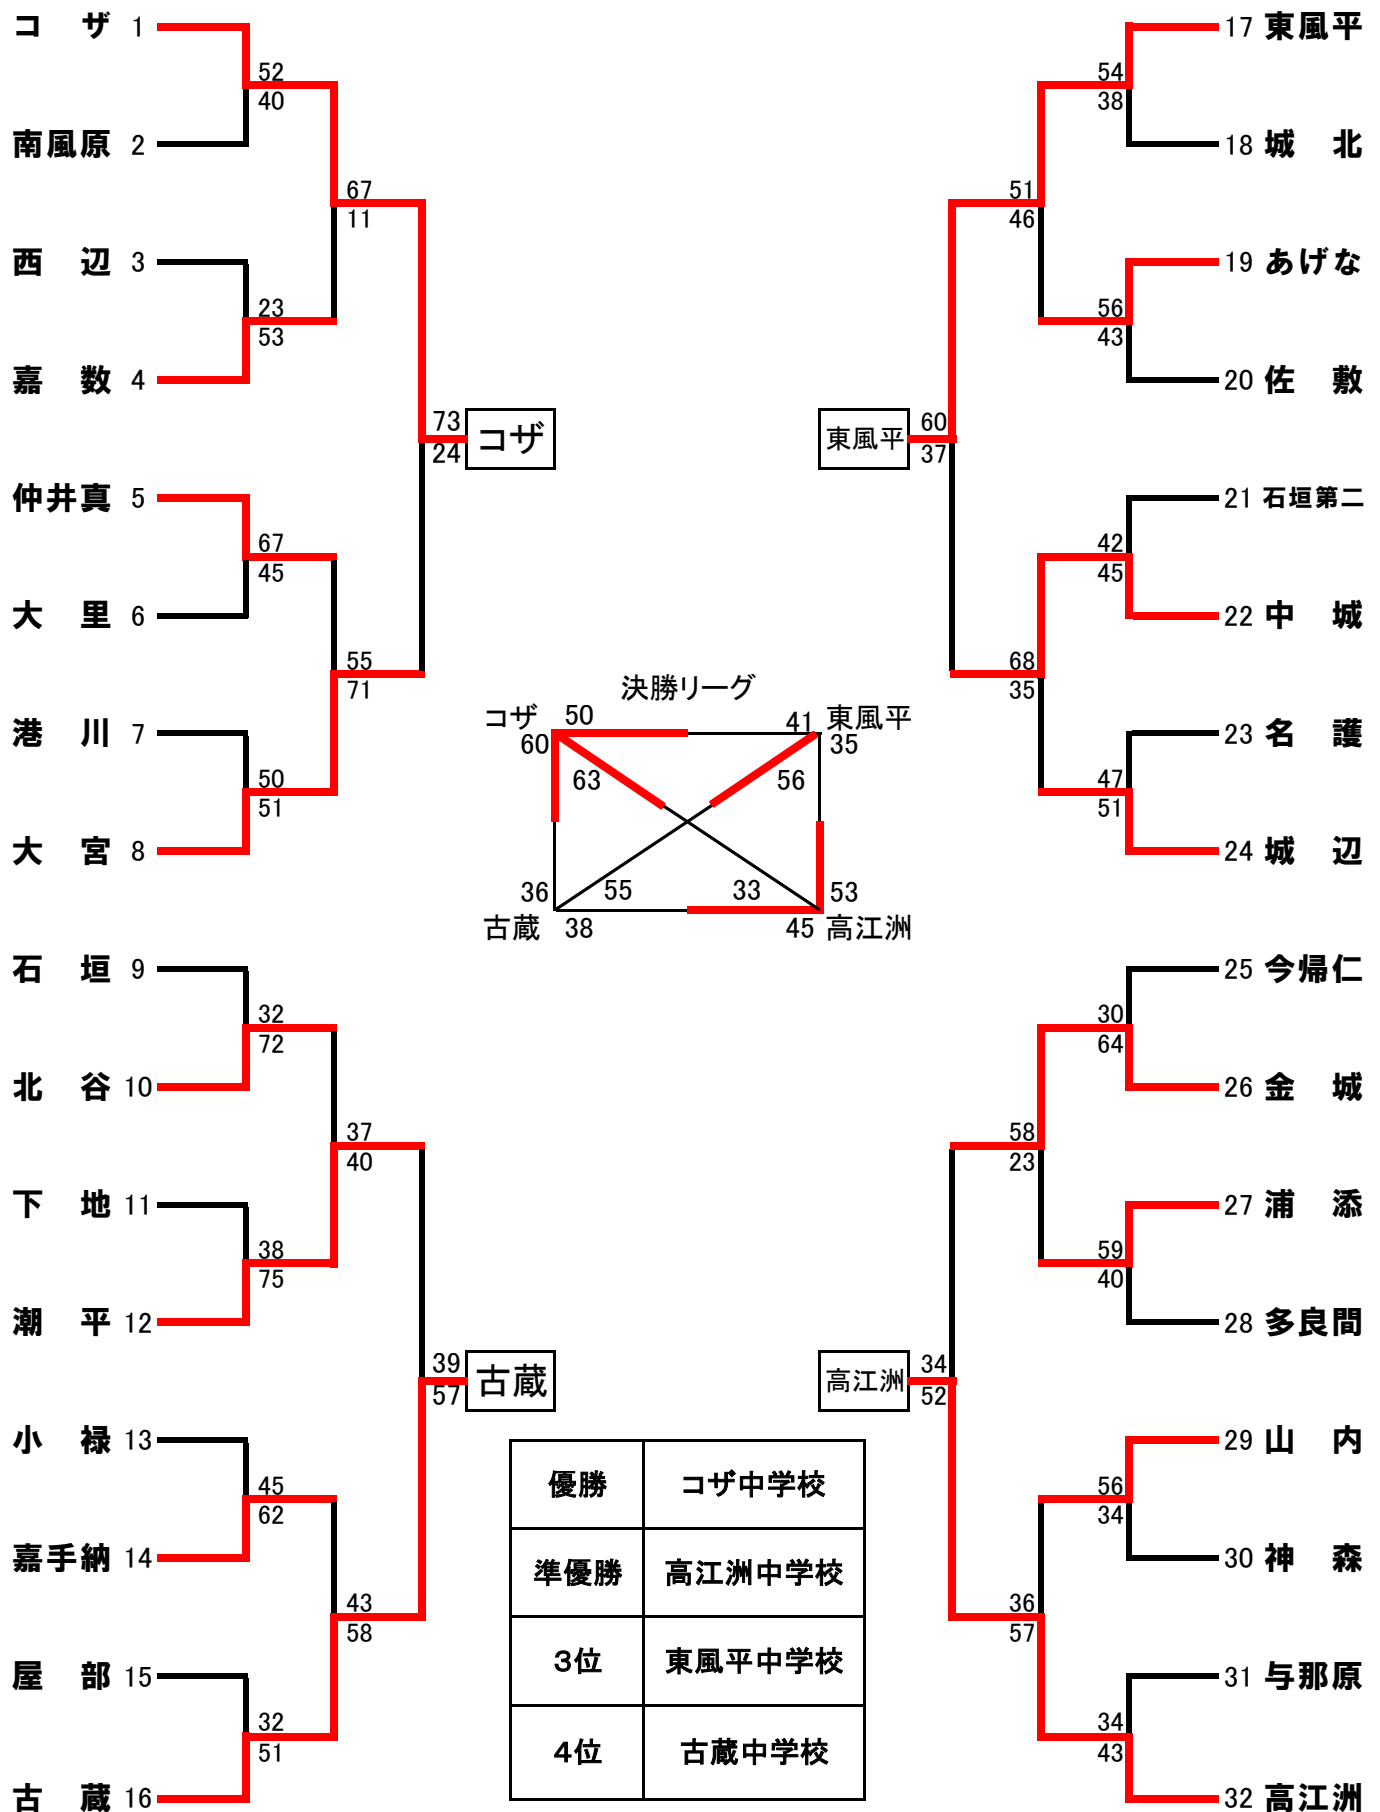 コ　ザ 1
52
40
南風原 2
67
11
西　辺 3
23
53
嘉　数 4
73
24
コザ
仲井真 5
67
45
大　里 6
55
71
港　川 7
50
51
大　宮 8
石　垣 9
32
72
北　谷 10
37
40
下　地 11
38
75
潮　平 12
39
57
古蔵
小　禄 13
45
62
嘉手納 14
43
58
屋　部 15
32
51
古　蔵 16
17 東風平
54
38
18 城　北
51
46
19 あげな
56
43
20 佐　敷
東風平
60
37
21 石垣第二
42
45
22 中　城
68
35
23 名　護
47
51
24 城　辺
25 今帰仁
30
64
26 金　城
58
23
27 浦　添
59
40
28 多良間
高江洲
34
52
29 山　内
56
34
30 神　森
36
57
31 与那原
34
43
32 高江洲
決勝リーグ
コザ 50 41 東風平
60 35
63 56
36 55 33 53
古蔵 38 45 高江洲
優勝 コザ中学校
準優勝 高江洲中学校
３位 東風平中学校
４位 古蔵中学校